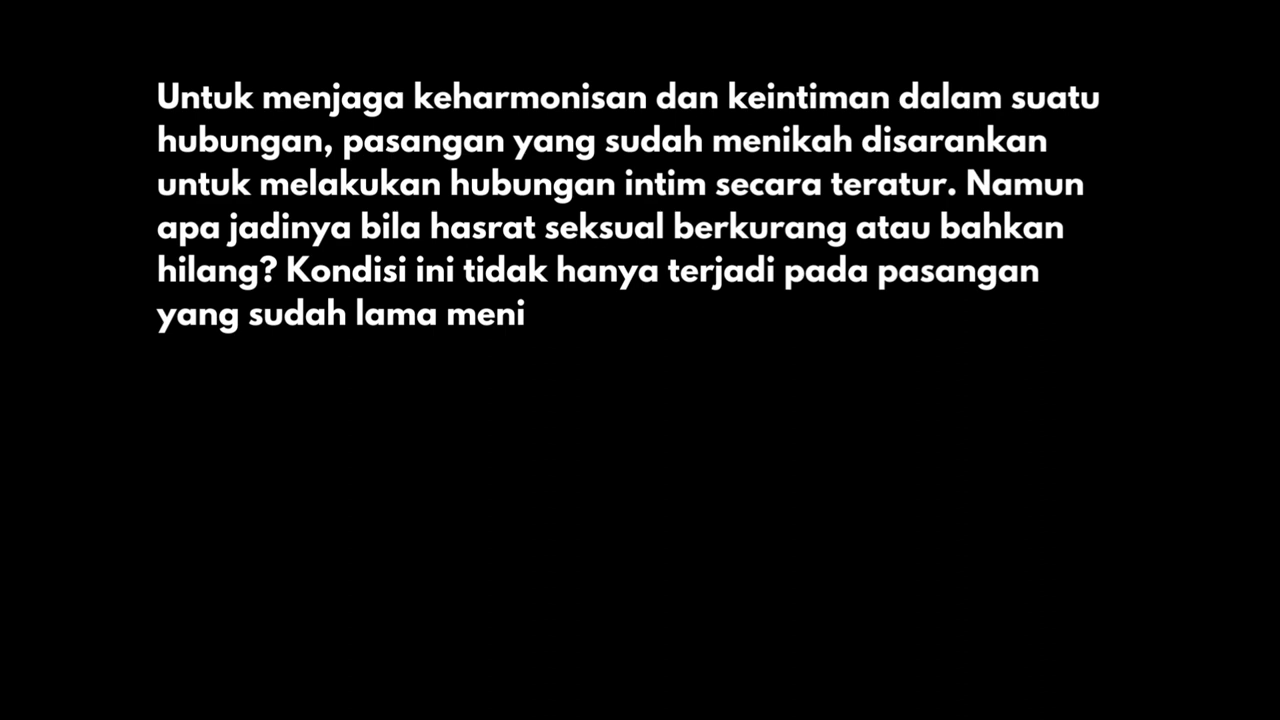 Untuk menjaga keharmonisan dan keintiman dalam suatu
hubungan, pasangan yang sudah menikah disarankan
untuk melakukan hubungan intim secara teratur. Namun
apa jadinya bila hasrat seksual berkurang atau bahkan
hilang? Kondisi ini tidak hanya terjadi pada pasangan
yang sudah lama meni